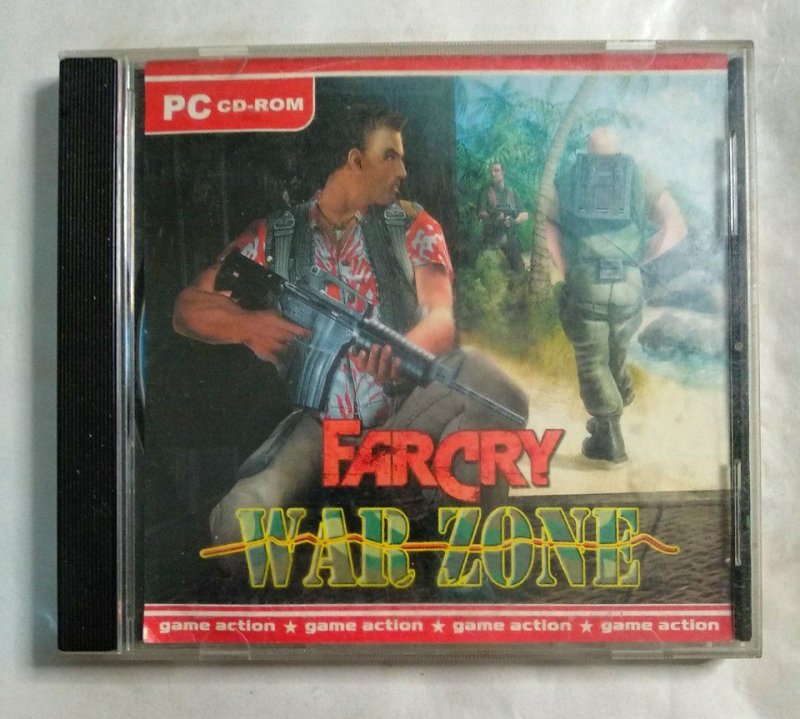 PC CD-ROM
FARCRY
WAR ZONE
game action ★ game action ★ game action ★ game action